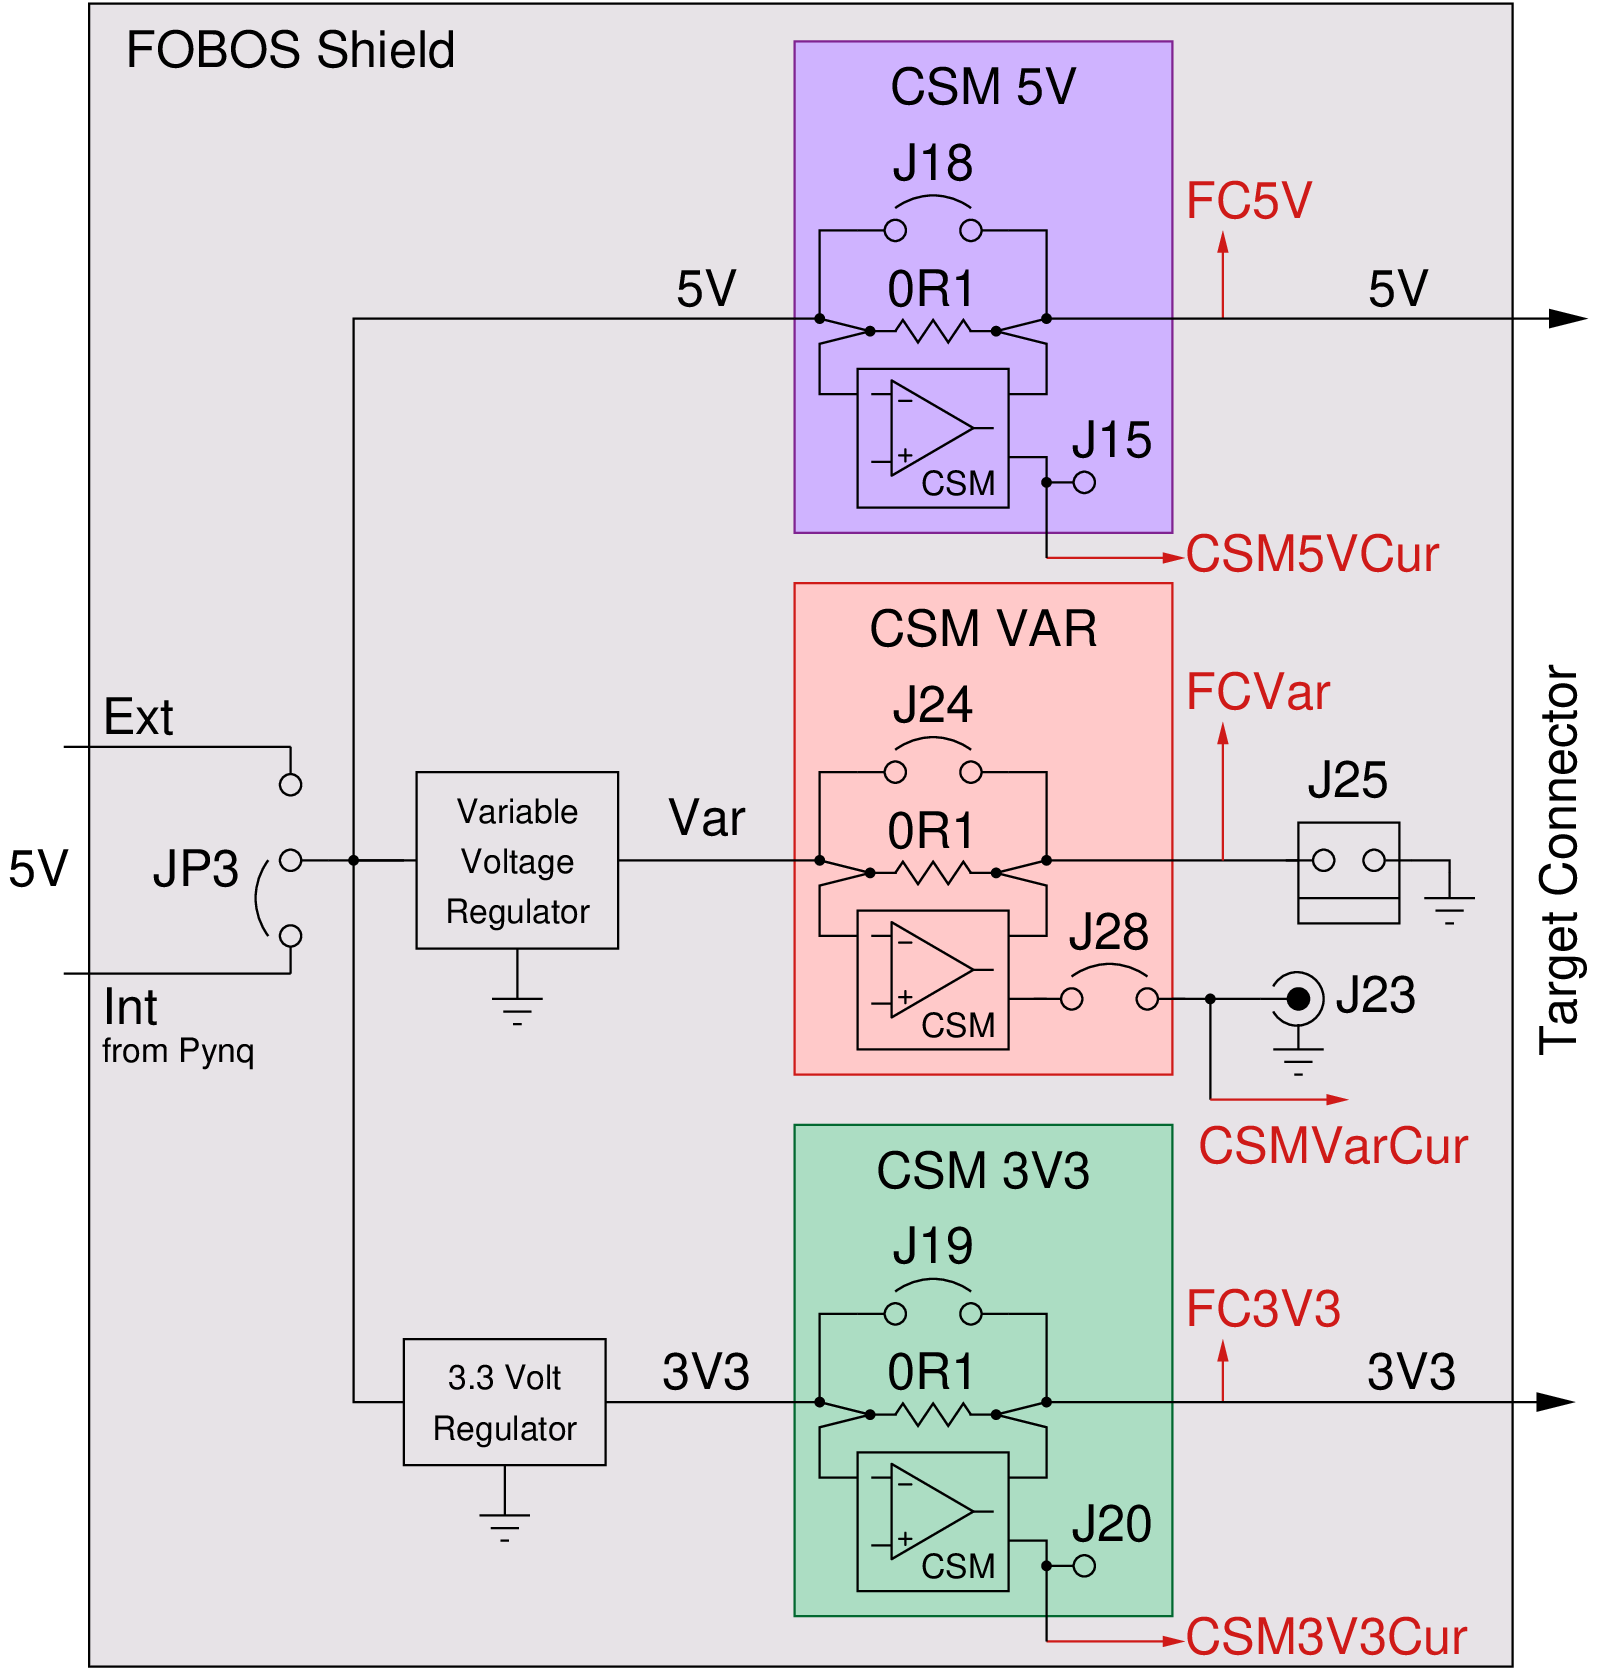 FOBOS Shield
CSM 5V
J18
FC5V
5V
0R1
5V
J15
CSM
CSM5VCur
CSM VAR
J24
FCVar
Ext
Variable
Voltage
Regulator
Var
0R1
J25
5V
JP3
J28
CSM
J23
Int
from Pynq
Target Connector
CSMVarCur
CSM 3V3
J19
FC3V3
3.3 Volt
Regulator
3V3
0R1
3V3
J20
CSM
CSM3V3Cur